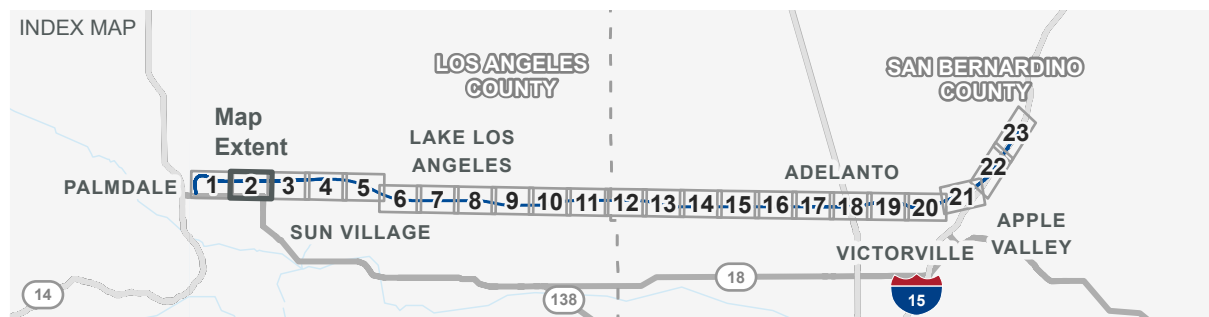 INDEX MAP
LOS ANGELES
COUNTY
SAN BERNARDINO
COUNTY
Map
Extent
LAKE LOS
ANGELES
ADELANTO
PALMDALE
1 2 3 4 5 6 7 8 9 10 11 12 13 14 15 16 17 18 19 20 21 22 23
SUN VILLAGE
APPLE
VALLEY
VICTORVILLE
14
138
18
15